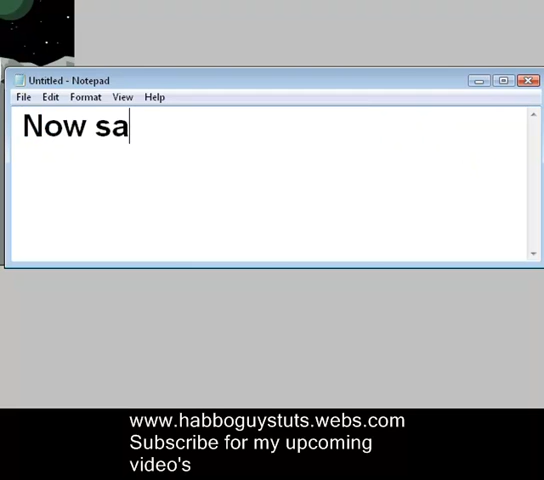 Untitled - Notepad
File Edit Format View Help
Now sa
www.habboguystuts.webs.com
Subscribe for my upcoming
video's